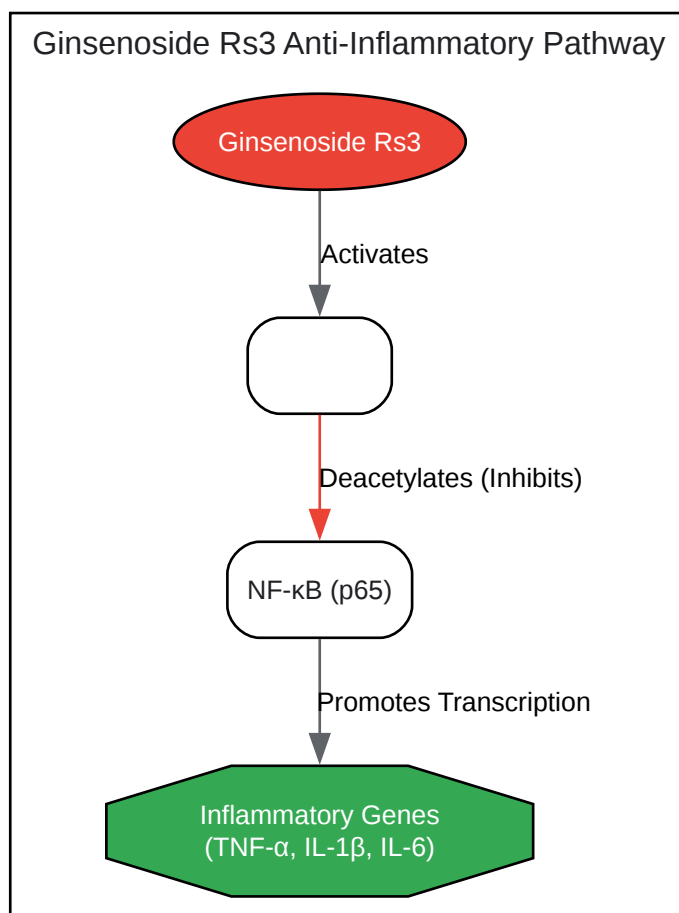 Ginsenoside Rs3 Anti-Inflammatory Pathway
Ginsenoside Rs3
Activates
Deacetylates (Inhibits)
NF-κB (p65)
Promotes Transcription
Inflammatory Genes
(TNF-α, IL-1β, IL-6)